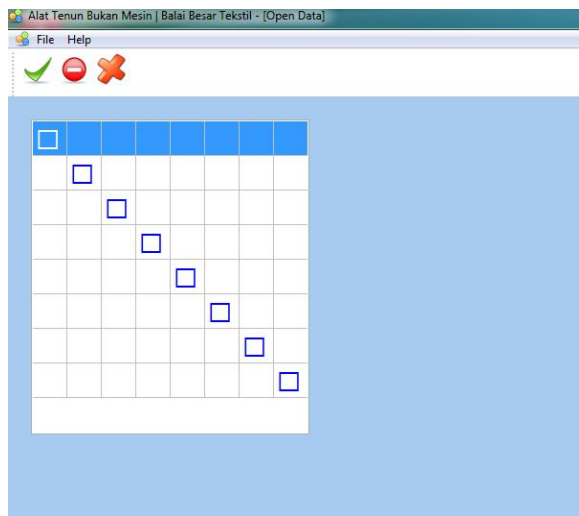 Alat Tenun Bukan Mesin | Balai Besar Tekstil - [Open Data]
File Help